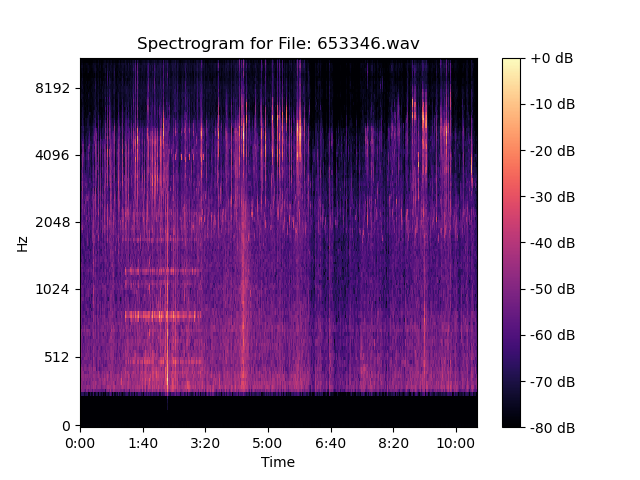 Spectrogram for File: 653346.wav
+0 dB
8192
-10 dB
-20 dB
4096
-30 dB
2048
-40 dB
Hz
-50 dB
1024
-60 dB
512
-70 dB
0
-80 dB
0:00 1:40 3:20 5:00 6:40 8:20 10:00
Time